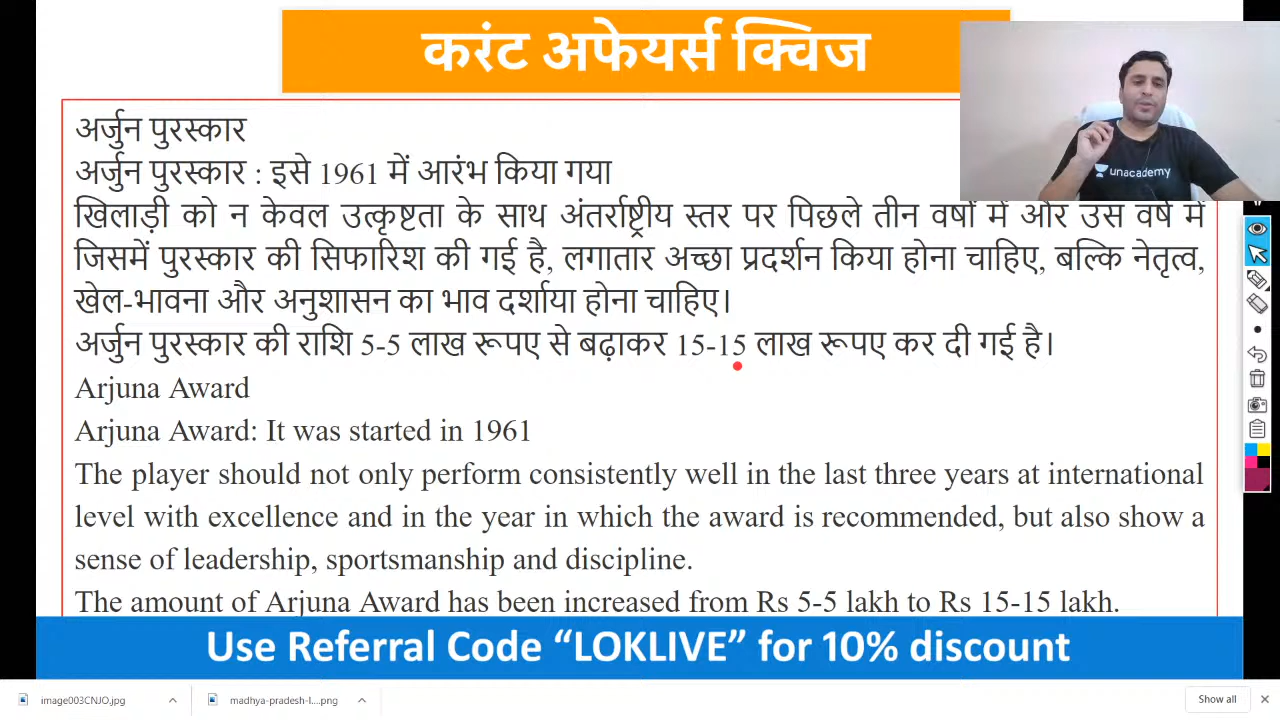 करंट अफेयर्स क्विज
unacademy
अर्जुन पुरस्कार
अर्जुन पुरस्कार : इसे 1961 में आरंभ किया गया
खिलाड़ी को न केवल उत्कृष्टता के साथ अंतर्राष्ट्रीय स्तर पर पिछले तीन वर्षों में और उस वर्ष में
जिसमें पुरस्कार की सिफारिश की गई है, लगातार अच्छा प्रदर्शन किया होना चाहिए, बल्कि नेतृत्व,
खेल-भावना और अनुशासन का भाव दर्शाया होना चाहिए।
अर्जुन पुरस्कार की राशि 5-5 लाख रूपए से बढ़ाकर 15-15 लाख रूपए कर दी गई है।
Arjuna Award
Arjuna Award: It was started in 1961
The player should not only perform consistently well in the last three years at international
level with excellence and in the year in which the award is recommended, but also show a
sense of leadership, sportsmanship and discipline.
The amount of Arjuna Award has been increased from Rs 5-5 lakh to Rs 15-15 lakh.
Use Referral Code “LOKLIVE” for 10% discount
image003CNJO.jpg
madhya-pradesh-l....png
Show all